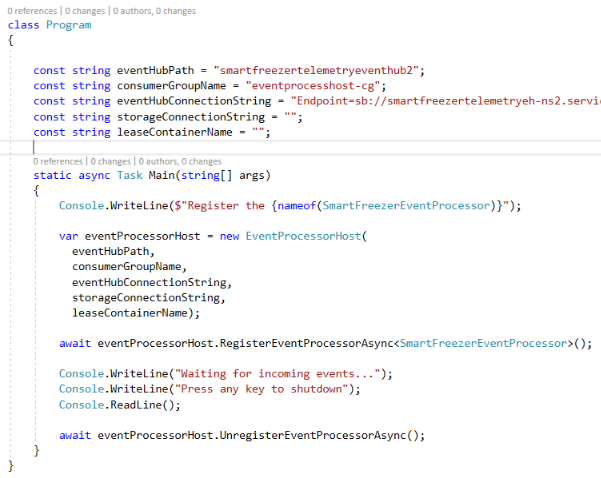 0 references | 0 changes | 0 authors, 0 changes
class Program
{
const string eventHubPath = "smartfreezertelemetryeventhub2";
const string consumerGroupName = "eventprocesshost-cg";
const string eventHubConnectionString = "Endpoint=sb://smartfreezertelemetryeh-ns2.servi
const string storageConnectionString = "";
const string leaseContainerName = "";
0 references | 0 changes | 0 authors, 0 changes
static async Task Main(string[] args)
{
Console.WriteLine($"Register the {nameof(SmartFreezerEventProcessor)}");
var eventProcessorHost = new EventProcessorHost(
eventHubPath,
consumerGroupName,
eventHubConnectionString,
storageConnectionString,
leaseContainerName);
await eventProcessorHost.RegisterEventProcessorAsync<SmartFreezerEventProcessor>();
Console.WriteLine("Waiting for incoming events...");
Console.WriteLine("Press any key to shutdown");
Console.ReadLine();
await eventProcessorHost.UnregisterEventProcessorAsync();
}
}